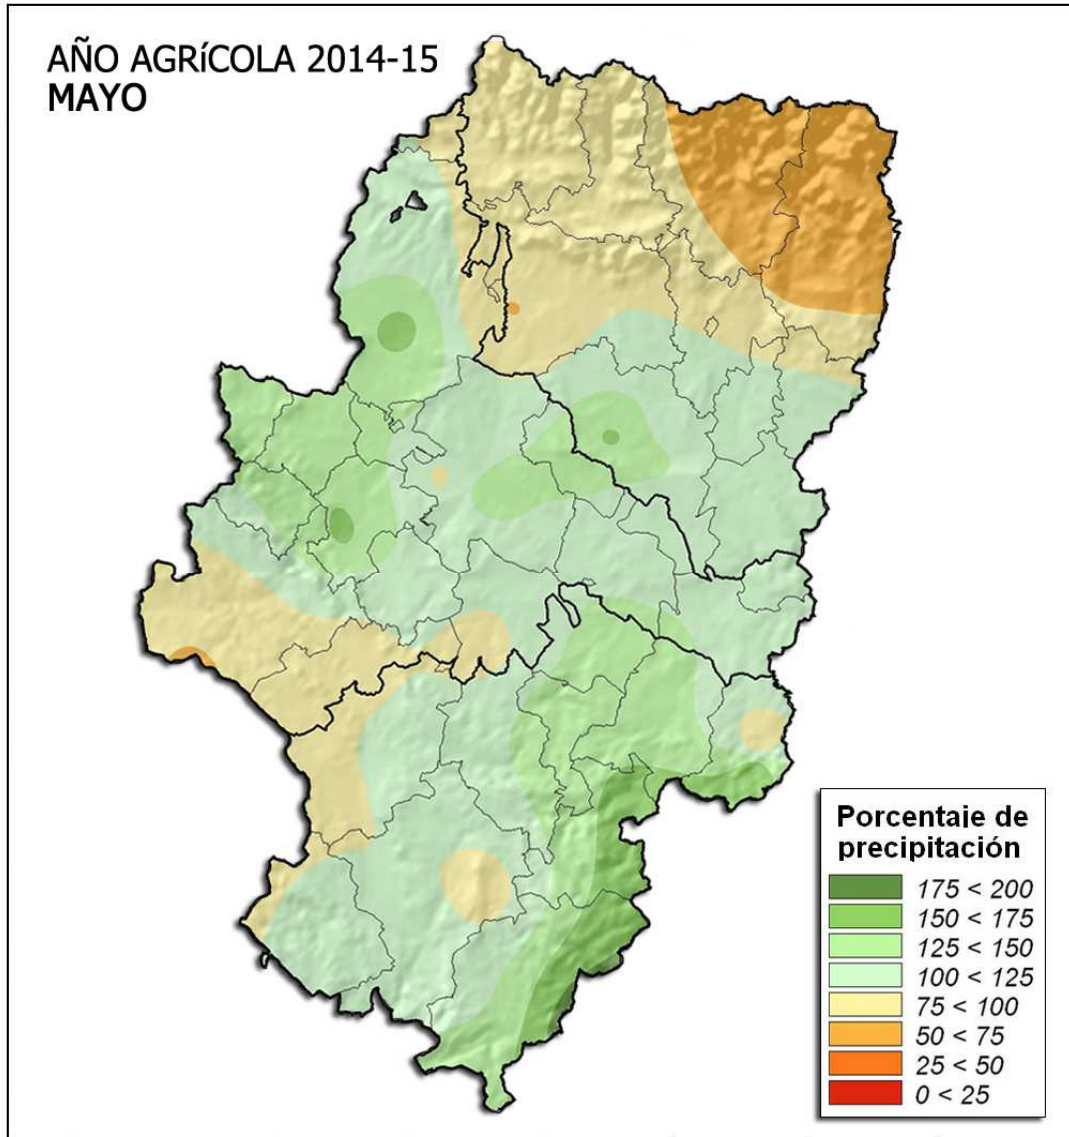 AÑO AGRíCOLA 2014-15
MAYO
Porcentaje de
precipitación
175 < 200
150 < 175
125 < 150
100 < 125
75 < 100
50 < 75
25 < 50
0 < 25